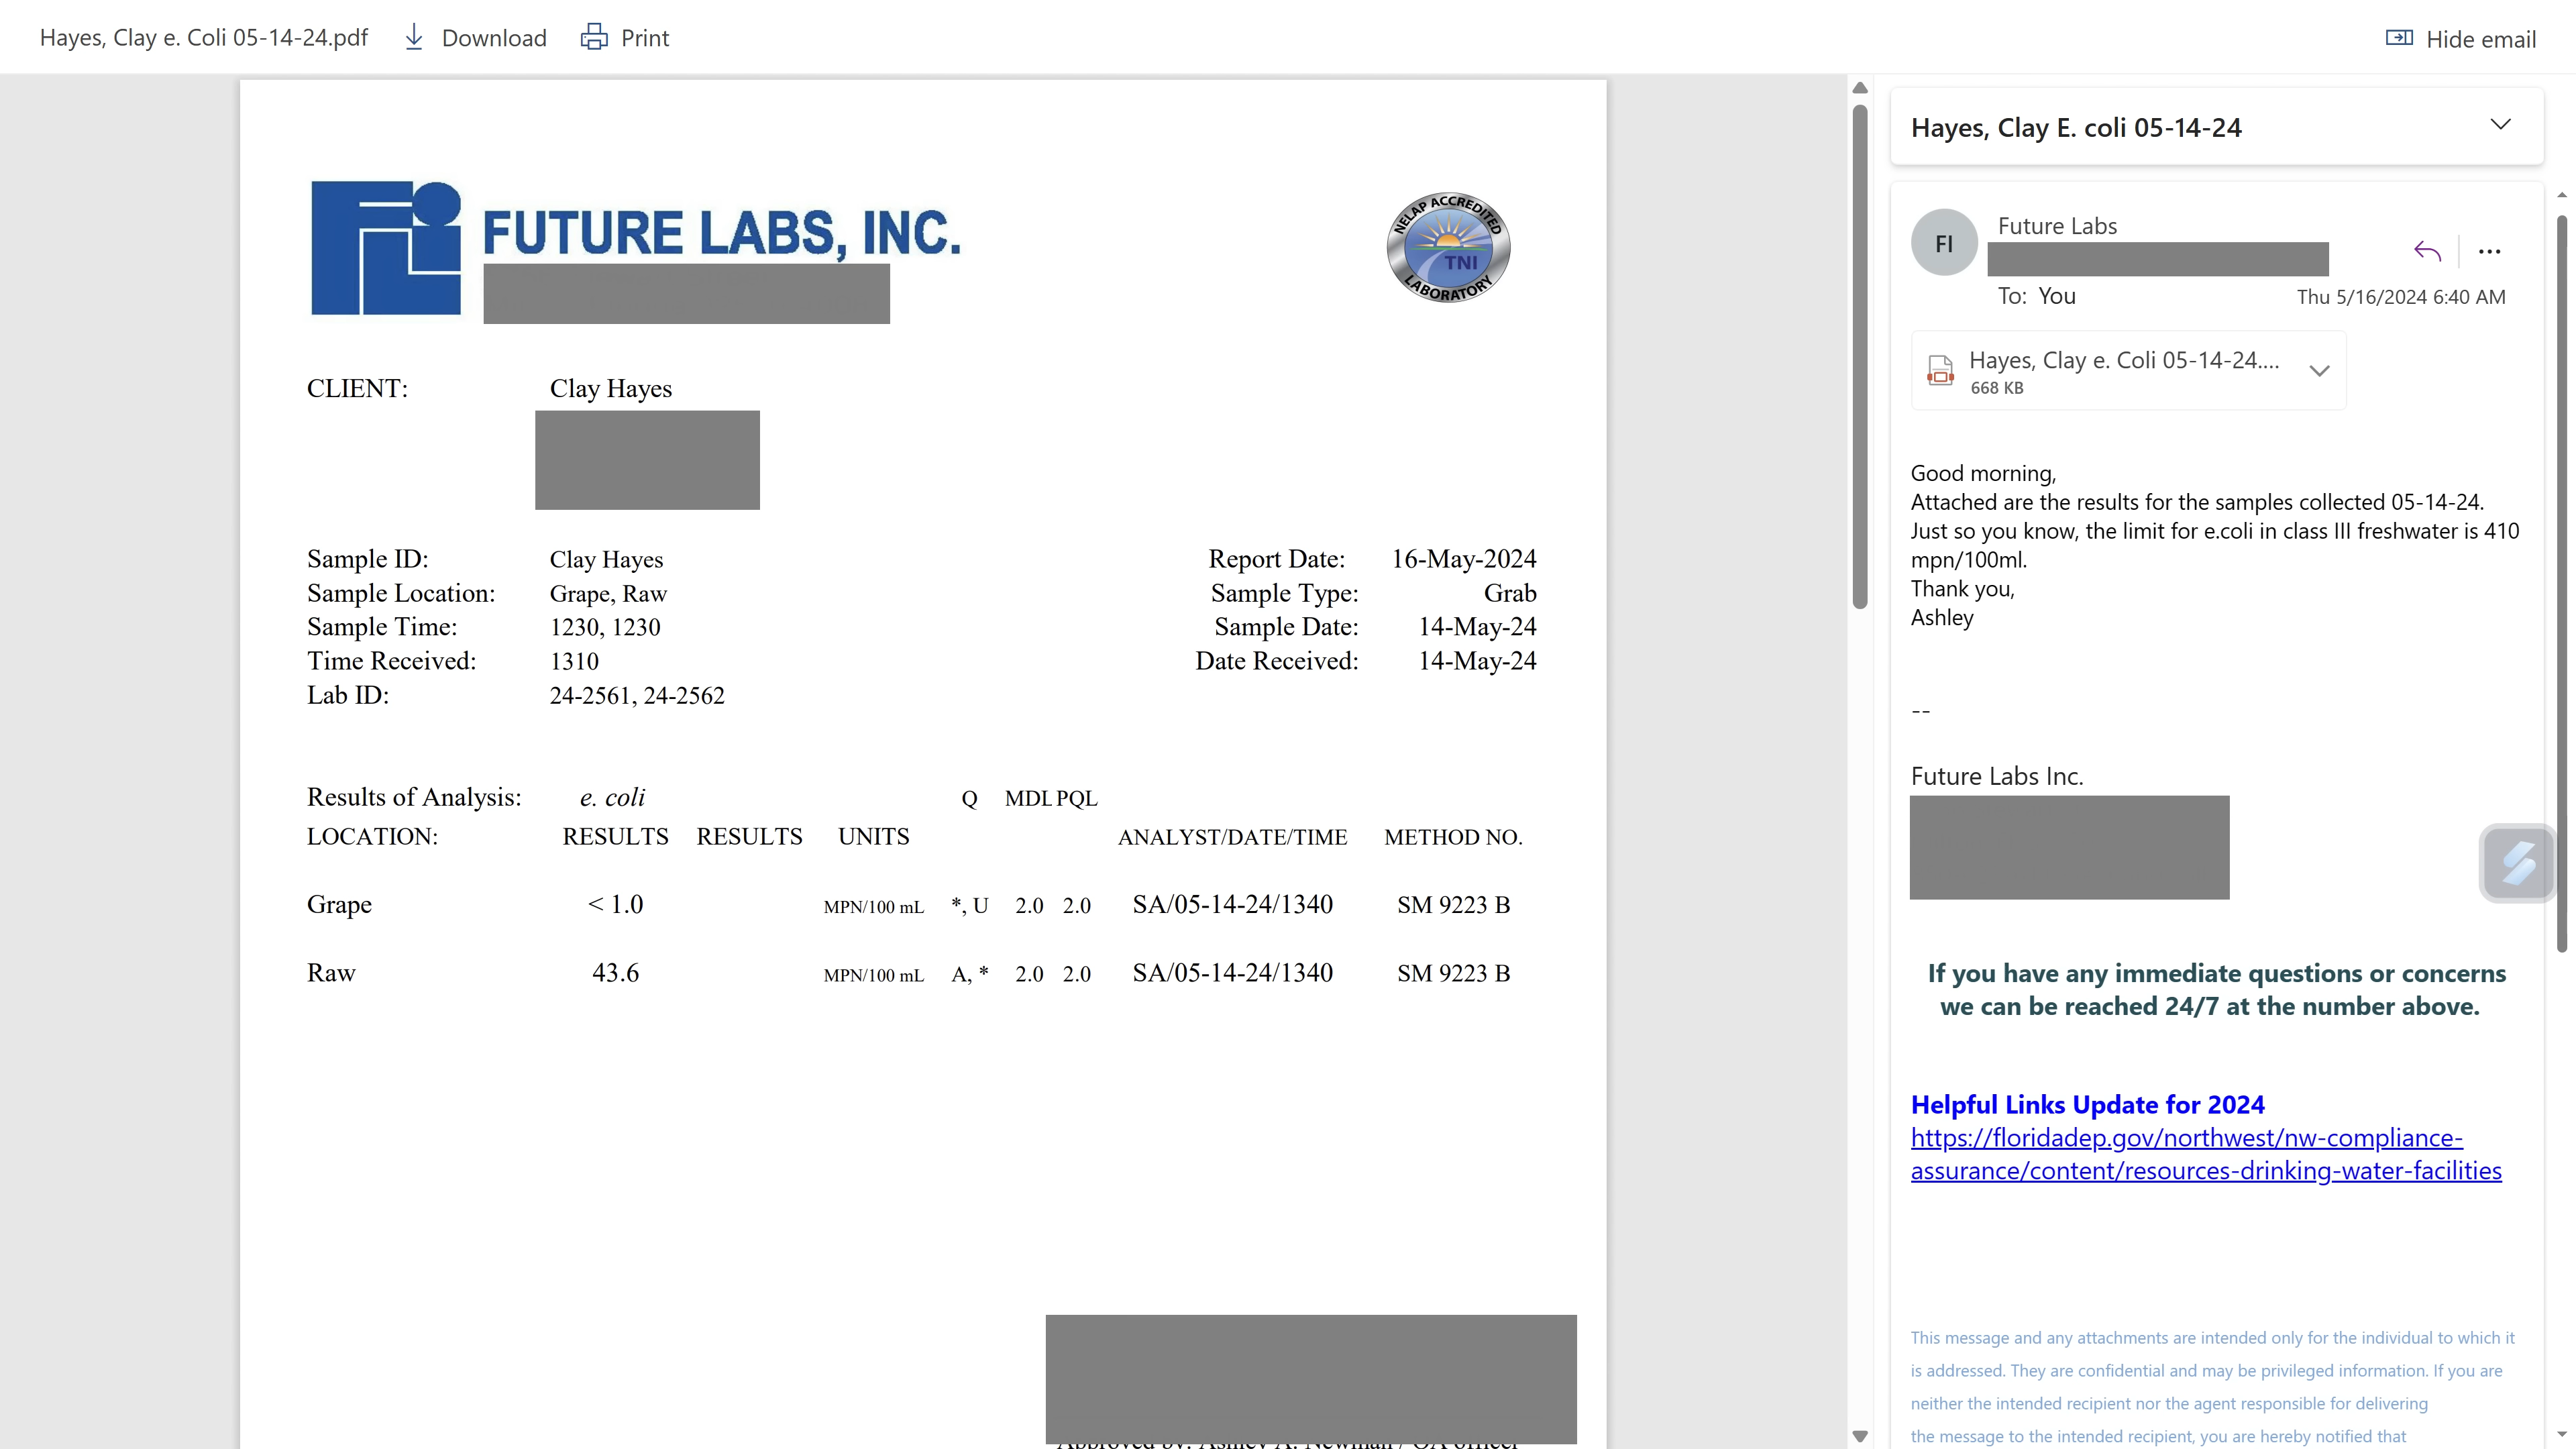 Hayes, Clay e. Coli 05-14-24.pdf Download Print Hide email
FUTURE LABS, INC.
NELAP ACCREDITED
TNI
LABORATORY
CLIENT: Clay Hayes
Sample ID: Clay Hayes Report Date: 16-May-2024
Sample Location: Grape, Raw Sample Type: Grab
Sample Time: 1230, 1230 Sample Date: 14-May-24
Time Received: 1310 Date Received: 14-May-24
Lab ID: 24-2561, 24-2562
Results of Analysis: e. coli Q MDL PQL
LOCATION: RESULTS RESULTS UNITS ANALYST/DATE/TIME METHOD NO.
Grape < 1.0 MPN/100 mL *, U 2.0 2.0 SA/05-14-24/1340 SM 9223 B
Raw 43.6 MPN/100 mL A, * 2.0 2.0 SA/05-14-24/1340 SM 9223 B
Approved by: Ashley A. Newman / QA officer
Hayes, Clay E. coli 05-14-24
FI
Future Labs
To: You Thu 5/16/2024 6:40 AM
Hayes, Clay e. Coli 05-14-24....
668 KB
Good morning,
Attached are the results for the samples collected 05-14-24.
Just so you know, the limit for e.coli in class III freshwater is 410
mpn/100ml.
Thank you,
Ashley
--
Future Labs Inc.
If you have any immediate questions or concerns
we can be reached 24/7 at the number above.
Helpful Links Update for 2024
https://floridadep.gov/northwest/nw-compliance-
assurance/content/resources-drinking-water-facilities
This message and any attachments are intended only for the individual to which it
is addressed. They are confidential and may be privileged information. If you are
neither the intended recipient nor the agent responsible for delivering
the message to the intended recipient, you are hereby notified that